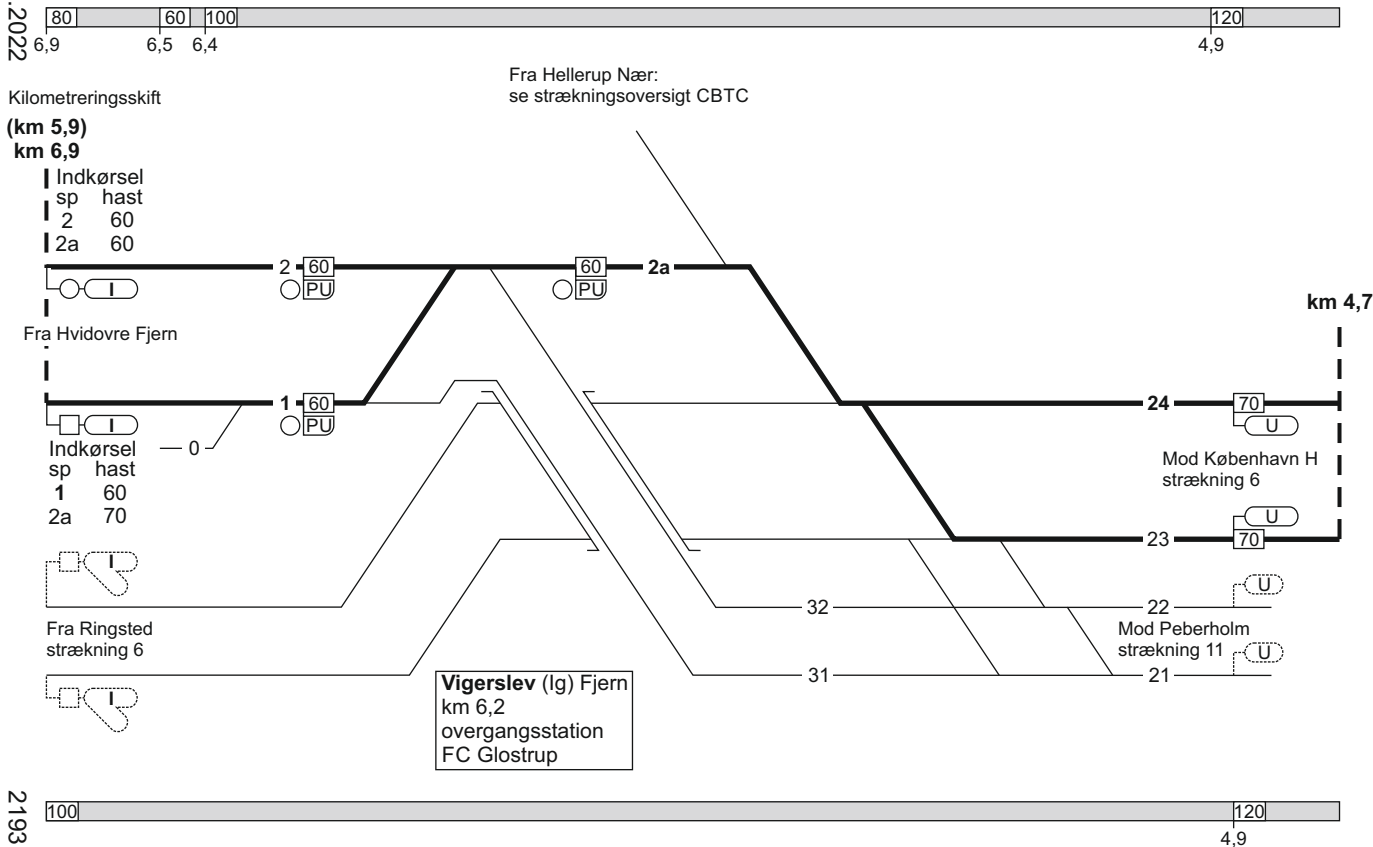 .2022
80 60 100 120
6,9 6,5 6,4 4,9
Kilometreringsskift
(km 5,9)
km 6,9
Fra Hellerup Nær:
se strækningsoversigt CBTC
Indkørsel
sp hast
2 60
2a 60
I
2 60
PU
60 2a
PU
Fra Hvidovre Fjern
km 4,7
1 60
PU
I
Indkørsel
sp hast
1 60
2a 70
0
24 70
U
Mod København H
strækning 6
U
23 70
I
Fra Ringsted
strækning 6
I
32
22
U
Mod Peberholm
strækning 11
U
31
21
Vigerslev (Ig) Fjern
km 6,2
overgangsstation
FC Glostrup
2193
100 120
4,9